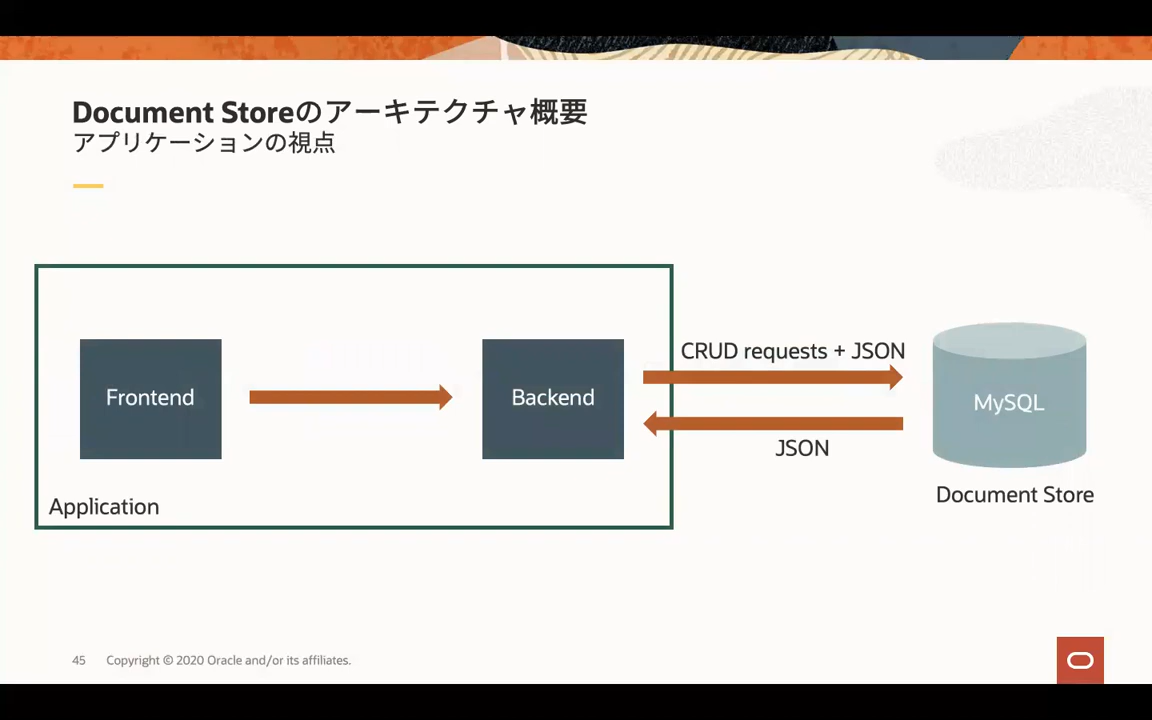 Document Storeのアーキテクチャ概要
アプリケーションの視点
Frontend
Backend
CRUD requests + JSON
JSON
MySQL
Document Store
Application
45 Copyright © 2020 Oracle and/or its affiliates.